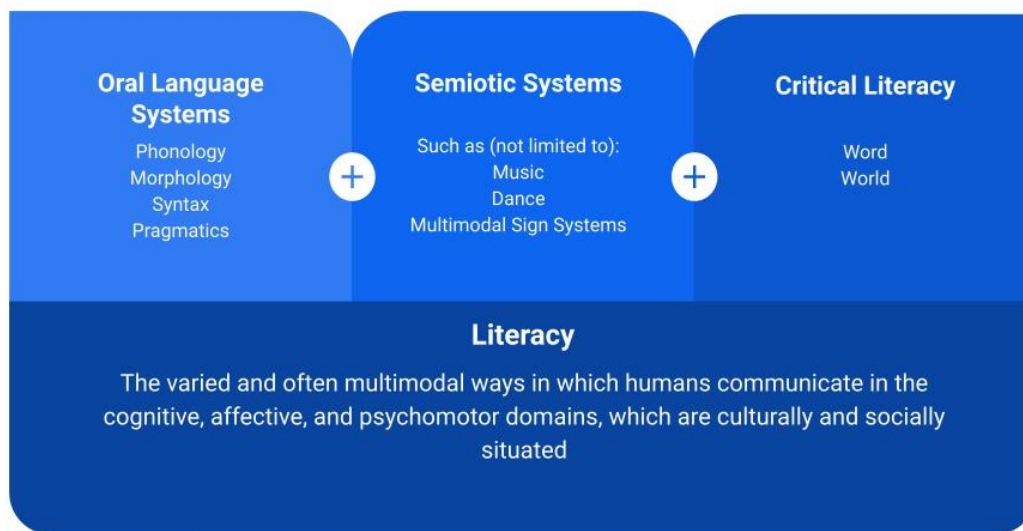 Oral Language
Systems
Phonology
Morphology
Syntax
Pragmatics
+
Semiotic Systems
Such as (not limited to):
Music
Dance
Multimodal Sign Systems
+
Critical Literacy
Word
World
Literacy
The varied and often multimodal ways in which humans communicate in the
cognitive, affective, and psychomotor domains, which are culturally and socially
situated